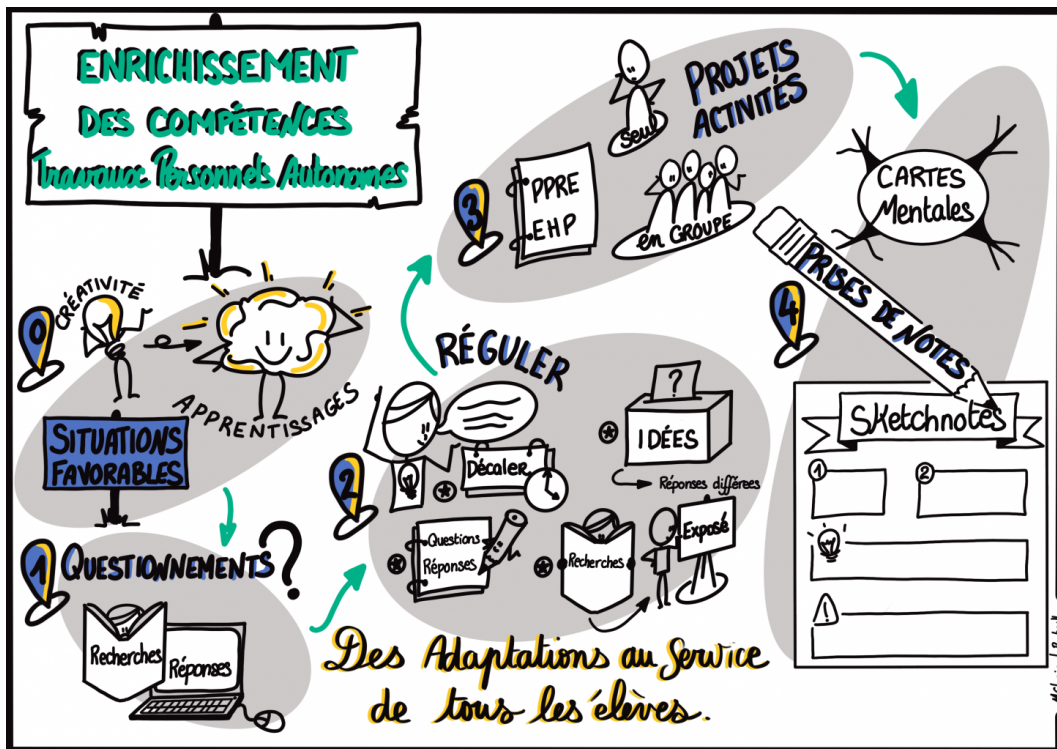 ENRICHISSEMENT
DES COMPÉTENCES
Travaux Personnels Autonomes
0
CRÉATIVITÉ
APPRENTISSAGES
SITUATIONS
FAVORABLES
1
QUESTIONNEMENTS ?
Recherches
Réponses
2
RÉGULER
Décaler
?
IDÉES
Réponses différees
Questions
Réponses
Recherches
Exposé
3
PPRE
EHP
Seul
en GROUPE
PROJETS
ACTIVITÉS
4
CARTES
Mentales
PRISES DE NOTES
Sketchnotes
1
2
!
Des Adaptations au Service
de tous les élèves.